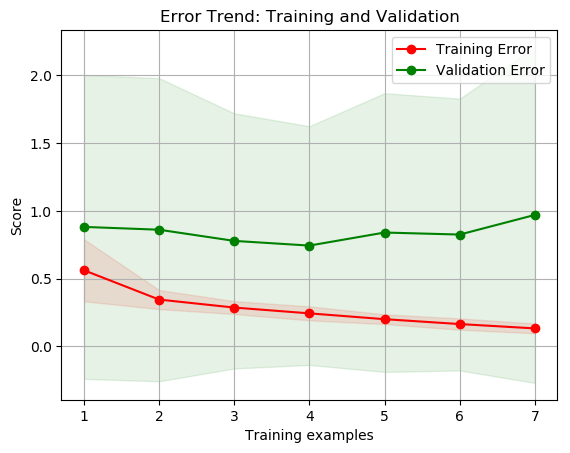 Error Trend: Training and Validation
Training Error
Validation Error
2.0
1.5
1.0
0.5
0.0
Score
1 2 3 4 5 6 7
Training examples